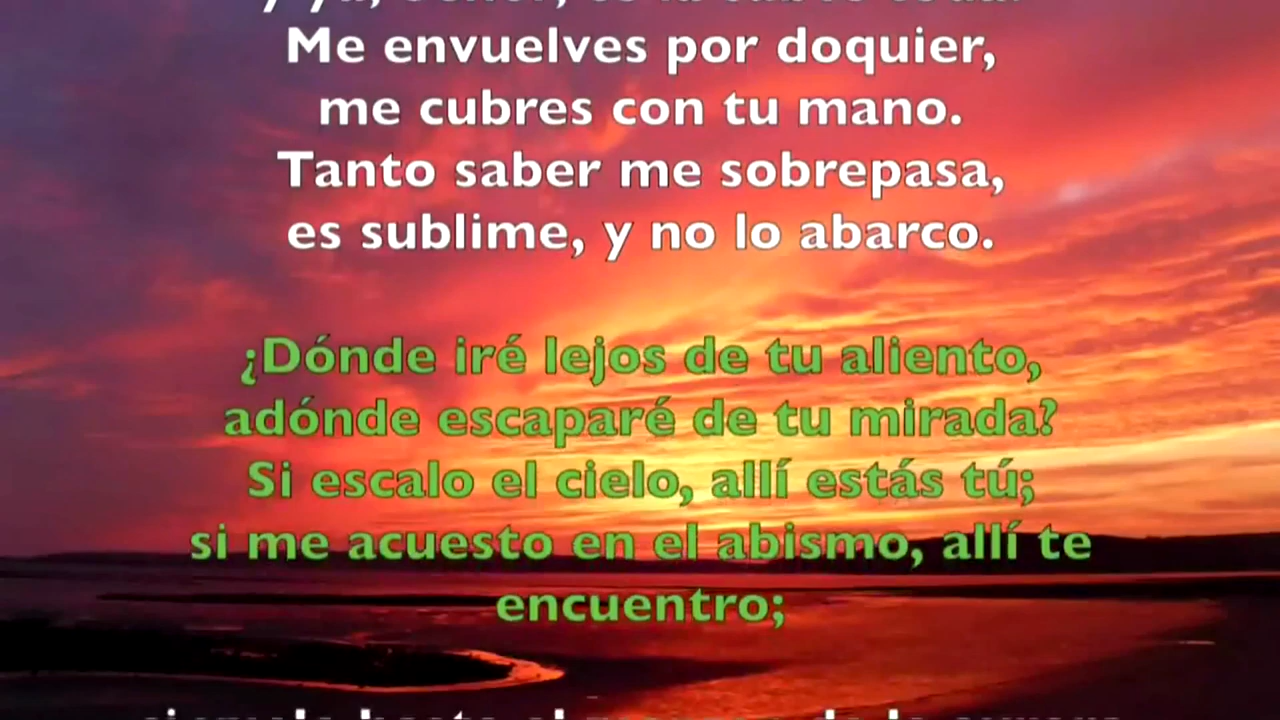 Me envuelves por doquier,
me cubres con tu mano.
Tanto saber me sobrepasa,
es sublime, y no lo abarco.
¿Dónde iré lejos de tu aliento,
adónde escaparé de tu mirada?
Si escalo el cielo, allí estás tú;
si me acuesto en el abismo, allí te
encuentro;